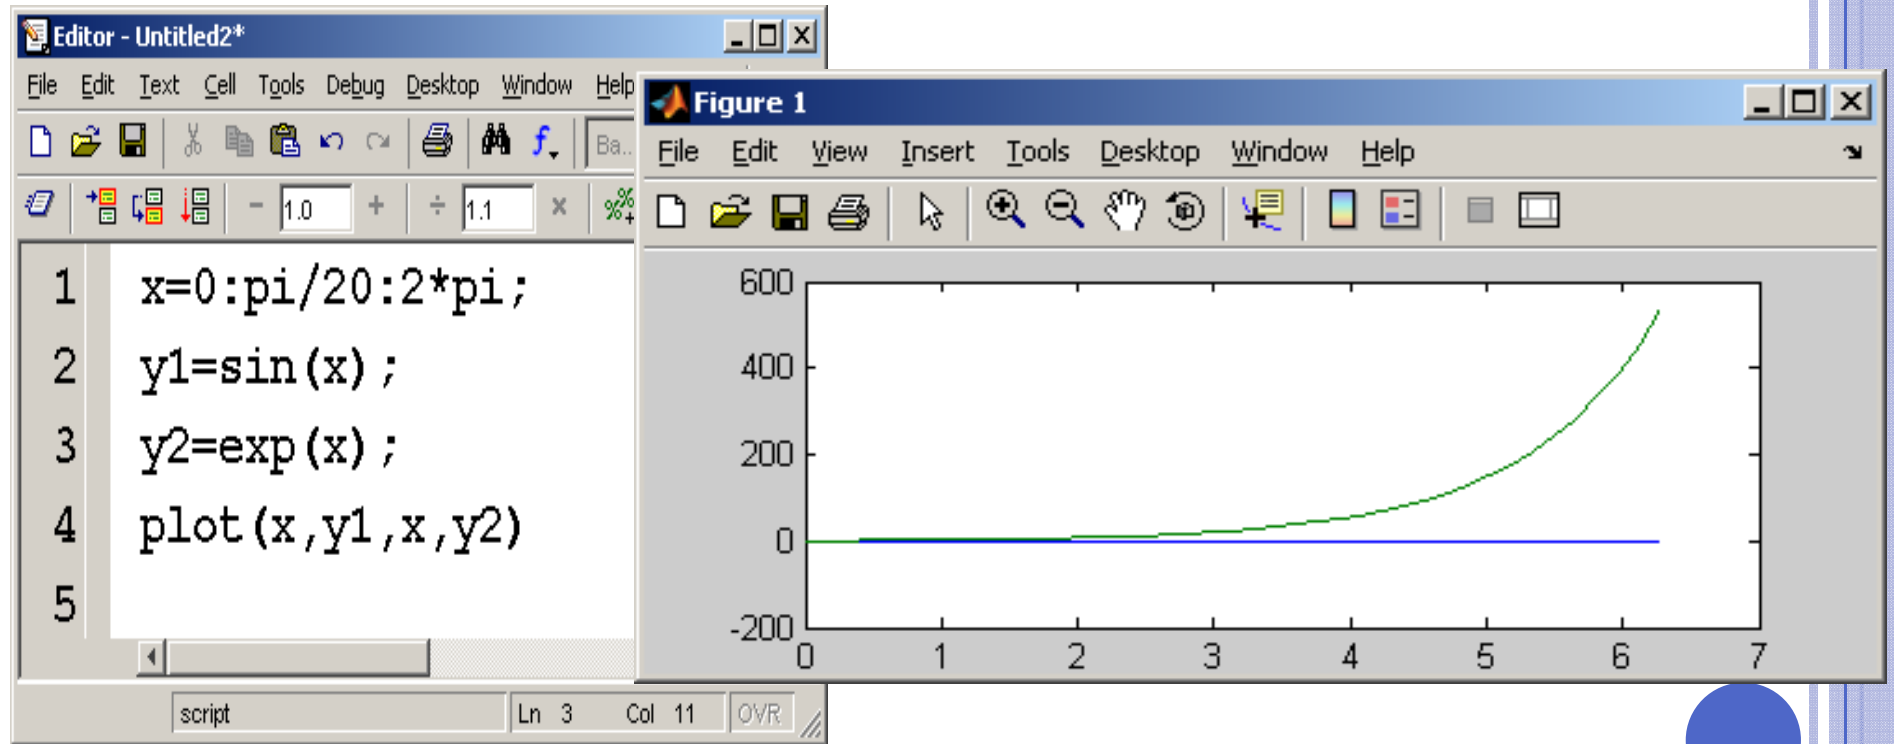 Editor - Untitled2*
File Edit Text Cell Tools Debug Desktop Window Help
Ba..
1.0
1.1
1 x=0:pi/20:2*pi;
2 y1=sin(x);
3 y2=exp(x);
4 plot(x,y1,x,y2)
5
script Ln 3 Col 11 OVR
Figure 1
File Edit View Insert Tools Desktop Window Help
600
400
200
0
-200
0 1 2 3 4 5 6 7